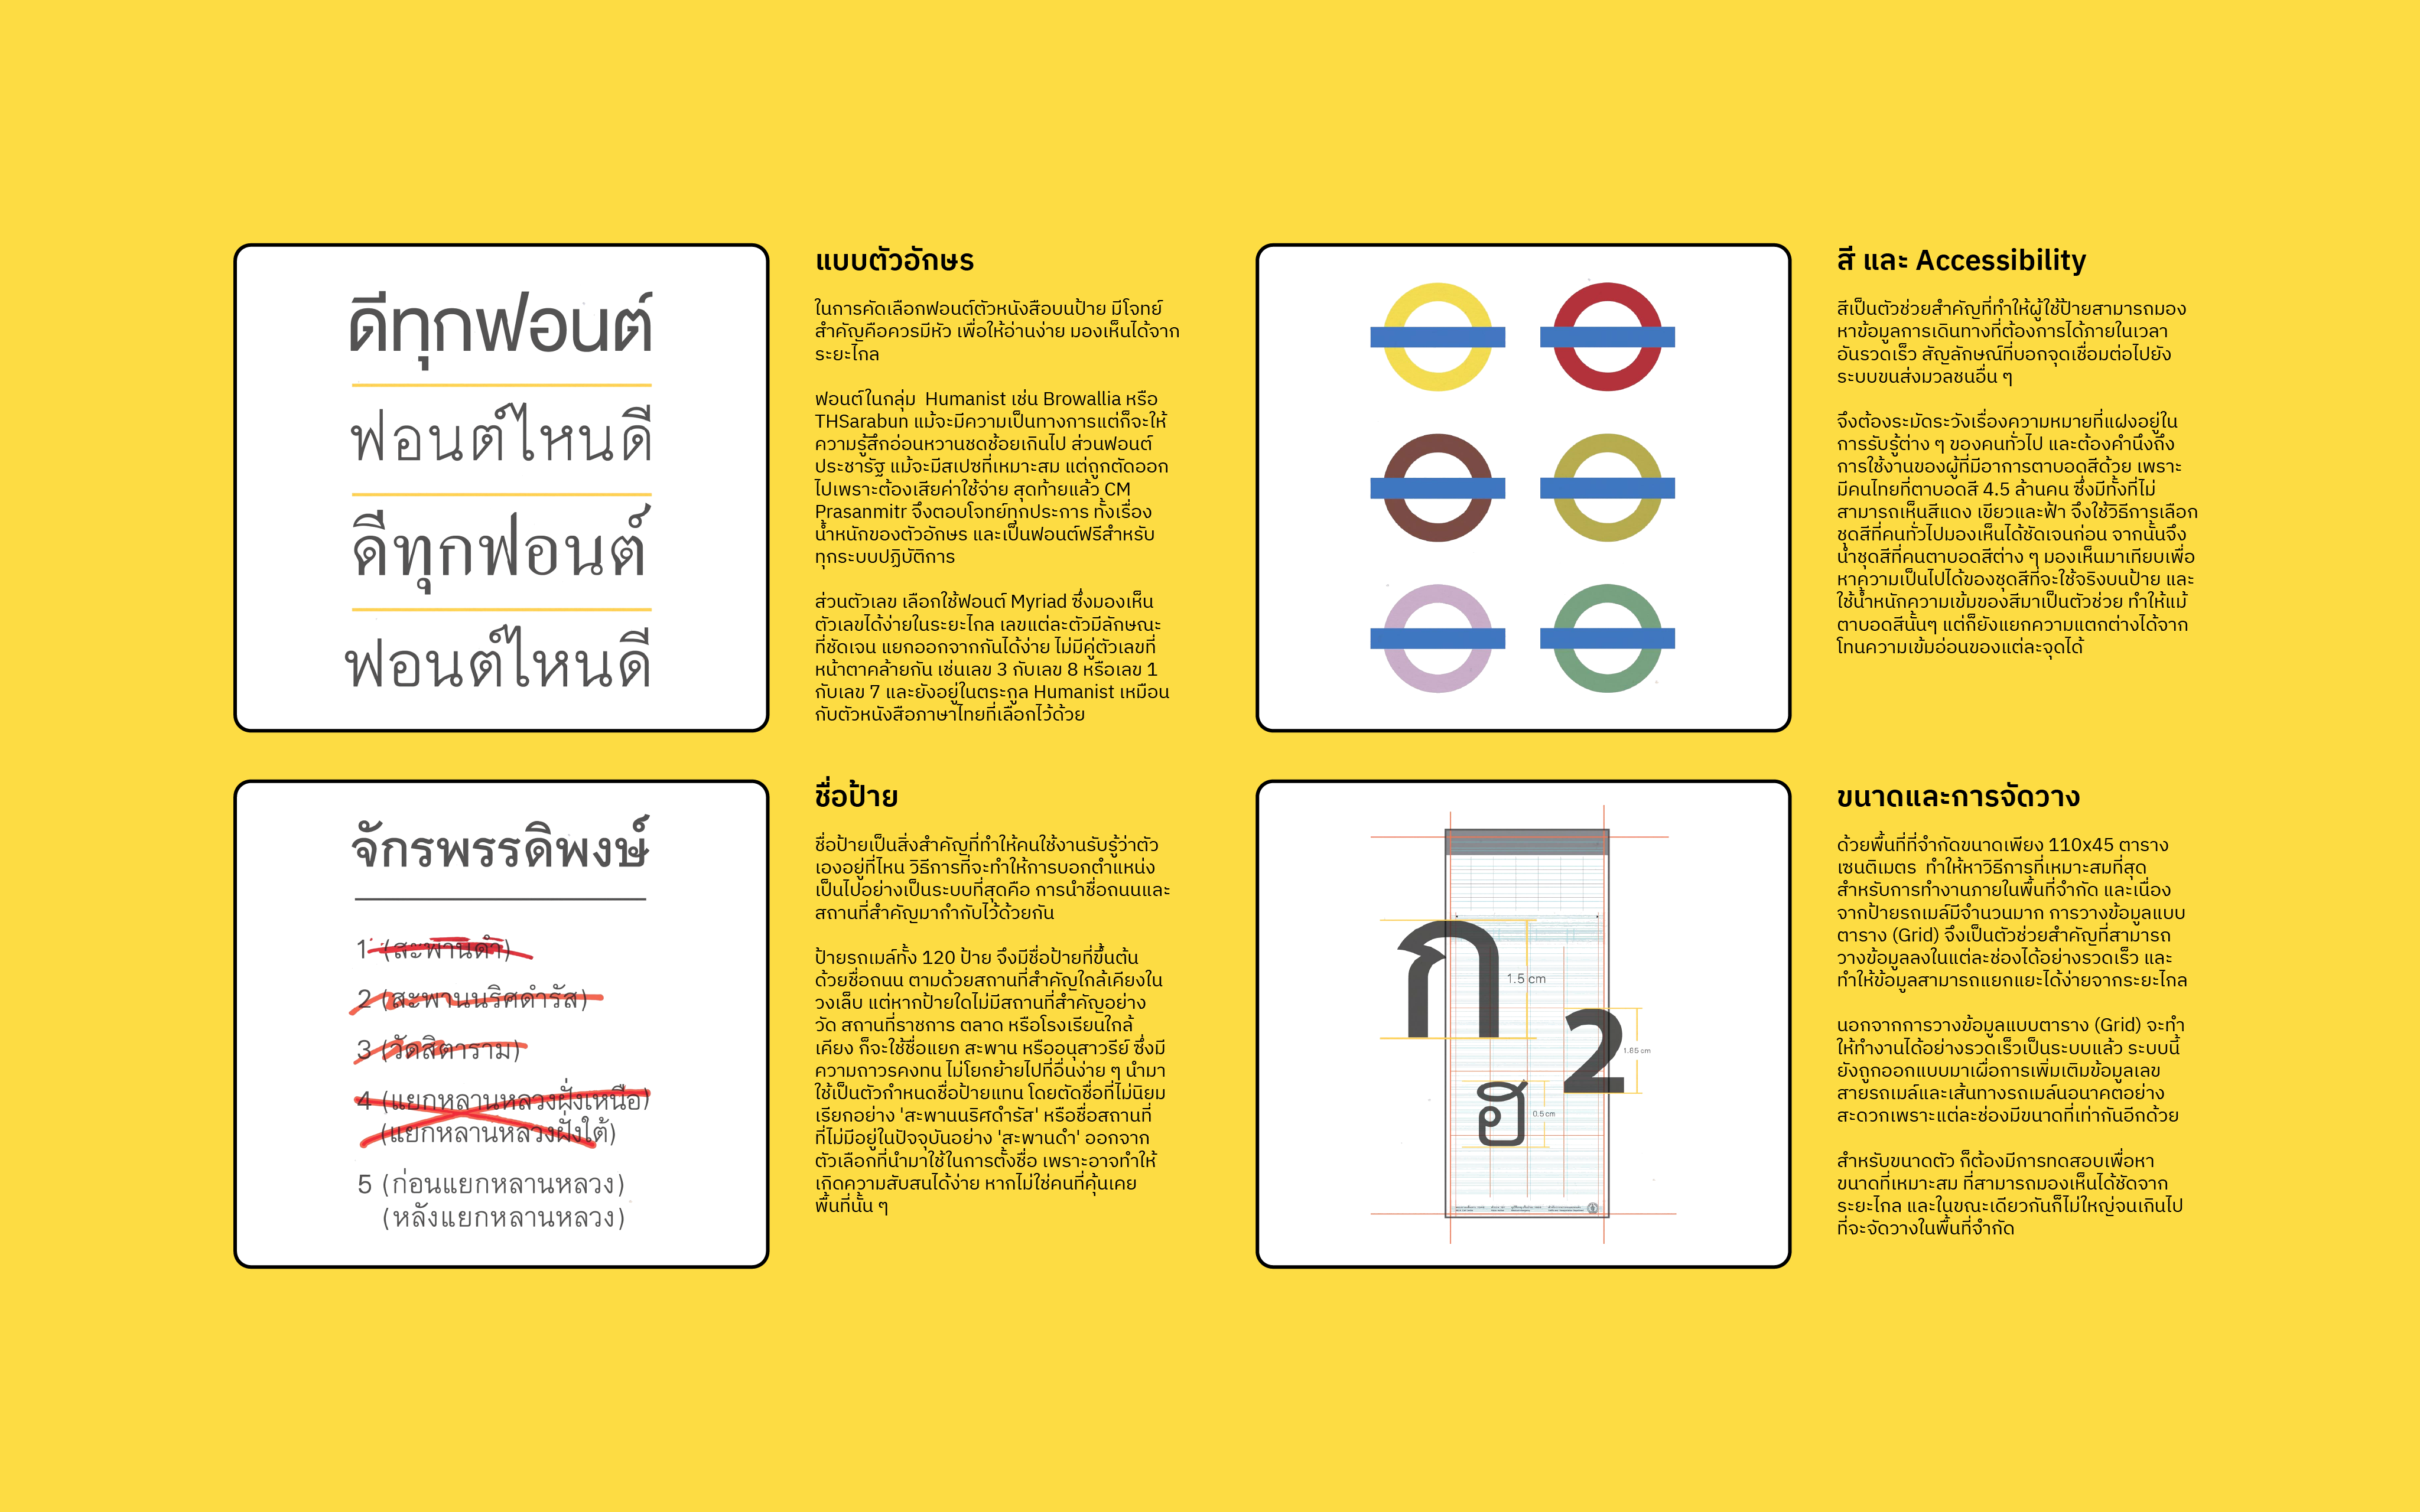 ดีทุกฟอนต์
ฟอนต์ไหนดี
ดีทุกฟอนต์
ฟอนต์ไหนดี
แบบตัวอักษร
ในการคัดเลือกฟอนต์ตัวหนังสือบนป้าย มีโจทย์
สำคัญคือควรมีหัว เพื่อให้อ่านง่าย มองเห็นได้จาก
ระยะไกล
ฟอนต์ในกลุ่ม  Humanist เช่น Browallia หรือ
THSarabun แม้จะมีความเป็นทางการแต่ก็จะให้
ความรู้สึกอ่อนหวานชดช้อยเกินไป ส่วนฟอนต์
ประชารัฐ แม้จะมีสเปซที่เหมาะสม แต่ถูกตัดออก
ไปเพราะต้องเสียค่าใช้จ่าย สุดท้ายแล้ว CM
Prasanmitr จึงตอบโจทย์ทุกประการ ทั้งเรื่อง
น้ำหนักของตัวอักษร และเป็นฟอนต์ฟรีสำหรับ
ทุกระบบปฏิบัติการ
ส่วนตัวเลข เลือกใช้ฟอนต์ Myriad ซึ่งมองเห็น
ตัวเลขได้ง่ายในระยะไกล เลขแต่ละตัวมีลักษณะ
ที่ชัดเจน แยกออกจากกันได้ง่าย ไม่มีคู่ตัวเลขที่
หน้าตาคล้ายกัน เช่นเลข 3 กับเลข 8 หรือเลข 1
กับเลข 7 และยังอยู่ในตระกูล Humanist เหมือน
กับตัวหนังสือภาษาไทยที่เลือกไว้ด้วย
สี และ Accessibility
สีเป็นตัวช่วยสำคัญที่ทำให้ผู้ใช้ป้ายสามารถมอง
หาข้อมูลการเดินทางที่ต้องการได้ภายในเวลา
อันรวดเร็ว สัญลักษณ์ที่บอกจุดเชื่อมต่อไปยัง
ระบบขนส่งมวลชนอื่น ๆ
จึงต้องระมัดระวังเรื่องความหมายที่แฝงอยู่ใน
การรับรู้ต่าง ๆ ของคนทั่วไป และต้องคำนึงถึง
การใช้งานของผู้ที่มีอาการตาบอดสีด้วย เพราะ
มีคนไทยที่ตาบอดสี 4.5 ล้านคน ซึ่งมีทั้งที่ไม่
สามารถเห็นสีแดง เขียวและฟ้า จึงใช้วิธีการเลือก
ชุดสีที่คนทั่วไปมองเห็นได้ชัดเจนก่อน จากนั้นจึง
นำชุดสีที่คนตาบอดสีต่าง ๆ มองเห็นมาเทียบเพื่อ
หาความเป็นไปได้ของชุดสีที่จะใช้จริงบนป้าย และ
ใช้น้ำหนักความเข้มของสีมาเป็นตัวช่วย ทำให้แม้
ตาบอดสีนั้นๆ แต่ก็ยังแยกความแตกต่างได้จาก
โทนความเข้มอ่อนของแต่ละจุดได้
จักรพรรดิพงษ์
1 (สะพานดำ)
2 (สะพานนริศดำรัส)
3 (วัดสิตาราม)
4 (แยกหลานหลวงฝั่งเหนือ)
(แยกหลานหลวงฝั่งใต้)
5 (ก่อนแยกหลานหลวง)
(หลังแยกหลานหลวง)
ชื่อป้าย
ชื่อป้ายเป็นสิ่งสำคัญที่ทำให้คนใช้งานรับรู้ว่าตัว
เองอยู่ที่ไหน วิธีการที่จะทำให้การบอกตำแหน่ง
เป็นไปอย่างเป็นระบบที่สุดคือ การนำชื่อถนนและ
สถานที่สำคัญมากำกับไว้ด้วยกัน
ป้ายรถเมล์ทั้ง 120 ป้าย จึงมีชื่อป้ายที่ขึ้นต้น
ด้วยชื่อถนน ตามด้วยสถานที่สำคัญใกล้เคียงใน
วงเล็บ แต่หากป้ายใดไม่มีสถานที่สำคัญอย่าง
วัด สถานที่ราชการ ตลาด หรือโรงเรียนใกล้
เคียง ก็จะใช้ชื่อแยก สะพาน หรืออนุสาวรีย์ ซึ่งมี
ความถาวรคงทน ไม่โยกย้ายไปที่อื่นง่าย ๆ นำมา
ใช้เป็นตัวกำหนดชื่อป้ายแทน โดยตัดชื่อที่ไม่นิยม
เรียกอย่าง 'สะพานนริศดำรัส' หรือชื่อสถานที่
ที่ไม่มีอยู่ในปัจจุบันอย่าง 'สะพานดำ' ออกจาก
ตัวเลือกที่นำมาใช้ในการตั้งชื่อ เพราะอาจทำให้
เกิดความสับสนได้ง่าย หากไม่ใช่คนที่คุ้นเคย
พื้นที่นั้น ๆ
ก
1.5 cm
2
1.65 cm
ฮ
0.5 cm
ขนาดและการจัดวาง
ด้วยพื้นที่ที่จำกัดขนาดเพียง 110x45 ตาราง
เซนติเมตร  ทำให้หาวิธีการที่เหมาะสมที่สุด
สำหรับการทำงานภายในพื้นที่จำกัด และเนื่อง
จากป้ายรถเมล์มีจำนวนมาก การวางข้อมูลแบบ
ตาราง (Grid) จึงเป็นตัวช่วยสำคัญที่สามารถ
วางข้อมูลลงในแต่ละช่องได้อย่างรวดเร็ว และ
ทำให้ข้อมูลสามารถแยกแยะได้ง่ายจากระยะไกล
นอกจากการวางข้อมูลแบบตาราง (Grid) จะทำ
ให้ทำงานได้อย่างรวดเร็วเป็นระบบแล้ว ระบบนี้
ยังถูกออกแบบมาเผื่อการเพิ่มเติมข้อมูลเลข
สายรถเมล์และเส้นทางรถเมล์นอนาคตอย่าง
สะดวกเพราะแต่ละช่องมีขนาดที่เท่ากันอีกด้วย
สำหรับขนาดตัว ก็ต้องมีการทดสอบเพื่อหา
ขนาดที่เหมาะสม ที่สามารถมองเห็นได้ชัดจาก
ระยะไกล และในขณะเดียวกันก็ไม่ใหญ่จนเกินไป
ที่จะจัดวางในพื้นที่จำกัด